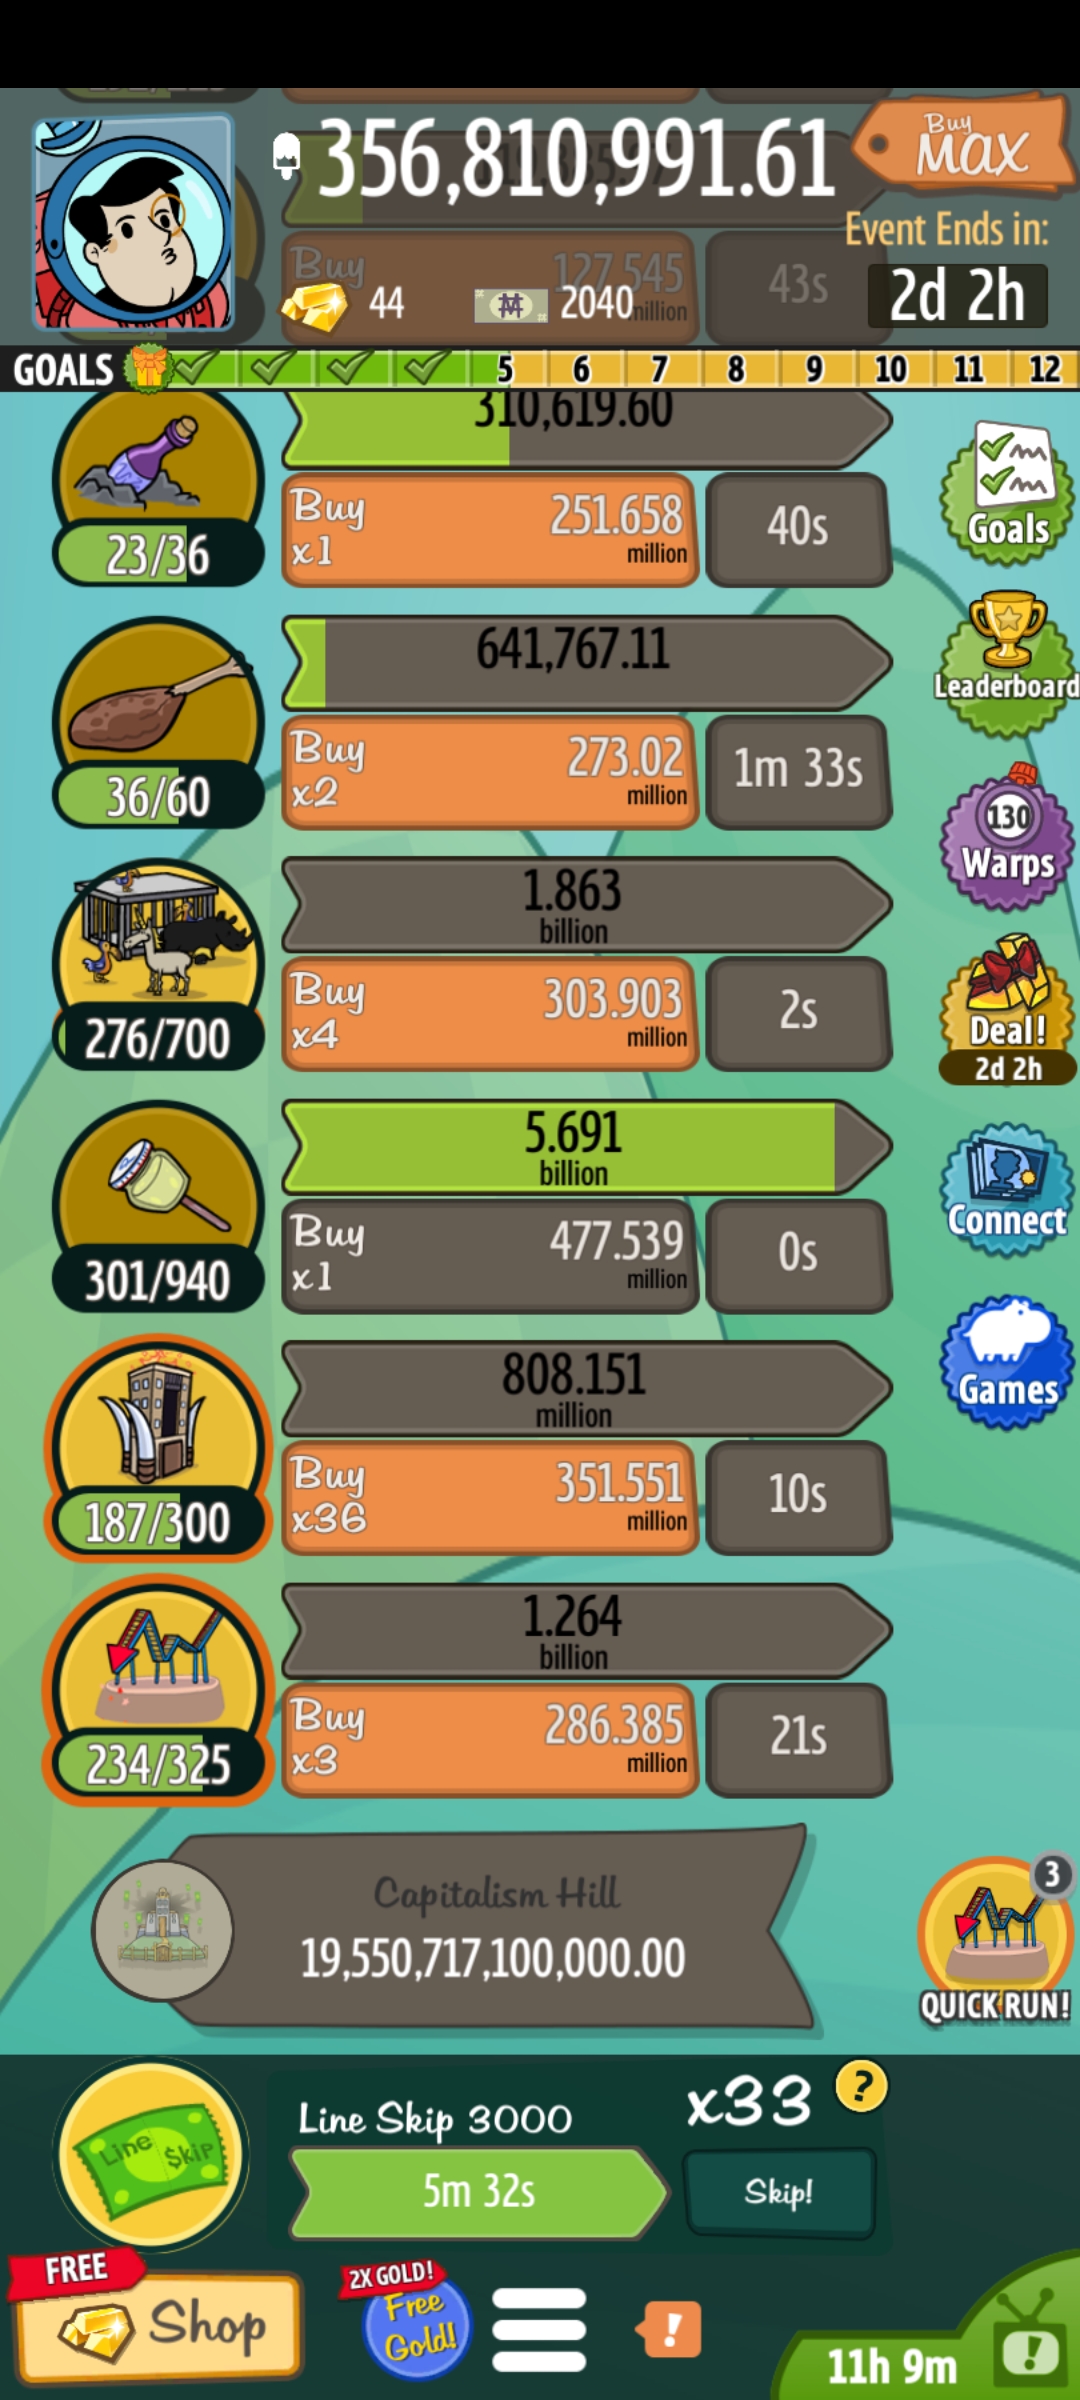 356,810,991.61
Buy
MAX
Event Ends in:
2d 2h
Buy
127.545
million
43s
44
2040
GOALS
5
6
7
8
9
10
11
12
310,619.60
Buy
x1
251.658
million
40s
23/36
Goals
641,767.11
Buy
x2
273.02
million
1m 33s
36/60
Leaderboard
1.863
billion
Buy
x4
303.903
million
2s
276/700
130
Warps
Deal!
2d 2h
5.691
billion
Buy
x1
477.539
million
0s
301/940
Connect
808.151
million
Buy
x36
351.551
million
10s
187/300
Games
1.264
billion
Buy
x3
286.385
million
21s
234/325
Capitalism Hill
19,550,717,100,000.00
3
QUICK RUN!
Line $kip
Line Skip 3000
x33
?
5m 32s
Skip!
FREE
Shop
2X GOLD!
Free
Gold!
!
11h 9m
!